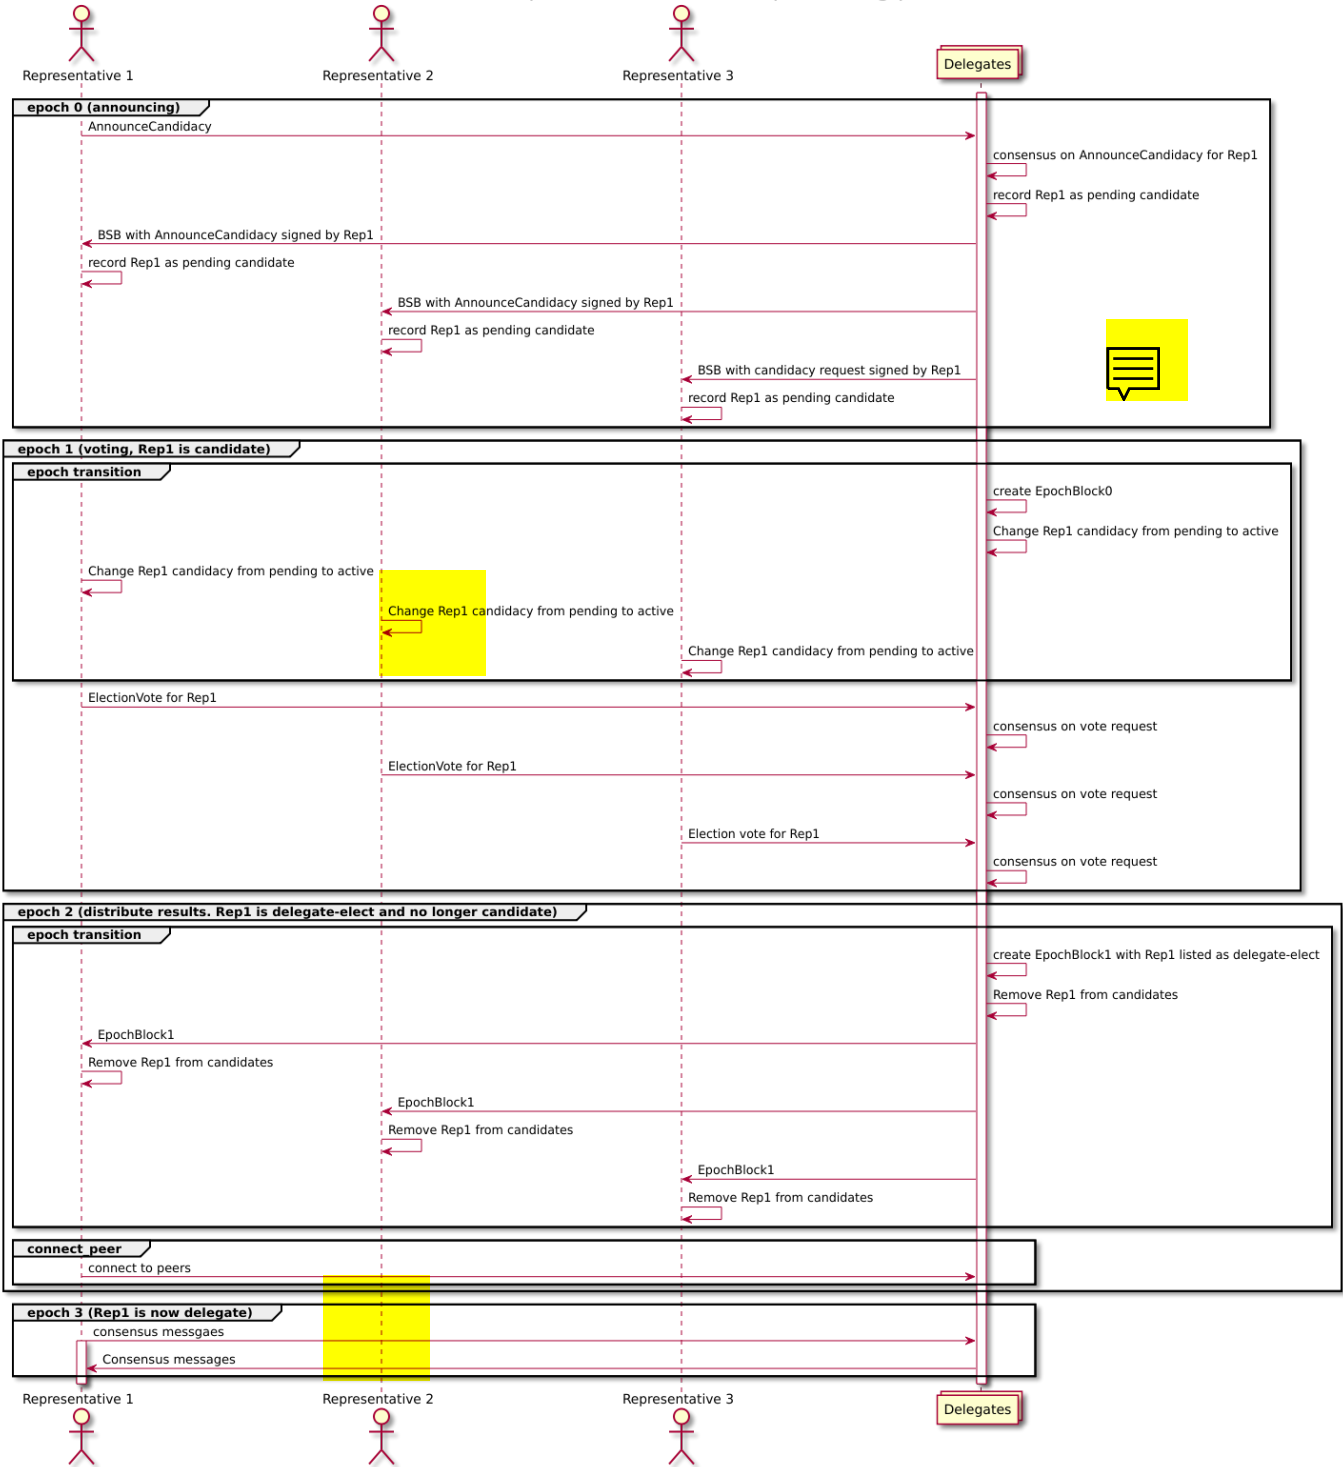 Representative 1
Representative 2
Representative 3
Delegates
epoch 0 (announcing)
AnnounceCandidacy
consensus on AnnounceCandidacy for Rep1
record Rep1 as pending candidate
BSB with AnnounceCandidacy signed by Rep1
record Rep1 as pending candidate
BSB with AnnounceCandidacy signed by Rep1
record Rep1 as pending candidate
BSB with candidacy request signed by Rep1
record Rep1 as pending candidate
epoch 1 (voting, Rep1 is candidate)
epoch transition
create EpochBlock0
Change Rep1 candidacy from pending to active
Change Rep1 candidacy from pending to active
Change Rep1 candidacy from pending to active
Change Rep1 candidacy from pending to active
ElectionVote for Rep1
consensus on vote request
ElectionVote for Rep1
consensus on vote request
Election vote for Rep1
consensus on vote request
epoch 2 (distribute results. Rep1 is delegate-elect and no longer candidate)
epoch transition
create EpochBlock1 with Rep1 listed as delegate-elect
Remove Rep1 from candidates
EpochBlock1
Remove Rep1 from candidates
EpochBlock1
Remove Rep1 from candidates
EpochBlock1
Remove Rep1 from candidates
connect_peer
connect to peers
epoch 3 (Rep1 is now delegate)
consensus messgaes
Consensus messages
Representative 1
Representative 2
Representative 3
Delegates